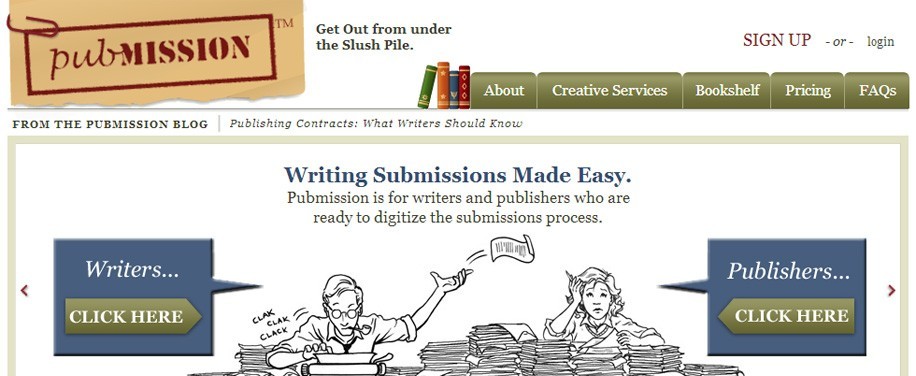 pubMISSION TM
Get Out from under
the Slush Pile.
SIGN UP - or - login
About Creative Services Bookshelf Pricing FAQs
FROM THE PUBMISSION BLOG Publishing Contracts: What Writers Should Know
Writing Submissions Made Easy.
Pubmission is for writers and publishers who are
ready to digitize the submissions process.
Writers...
CLICK HERE
CLAK
CLAK
CLACK
Publishers...
CLICK HERE